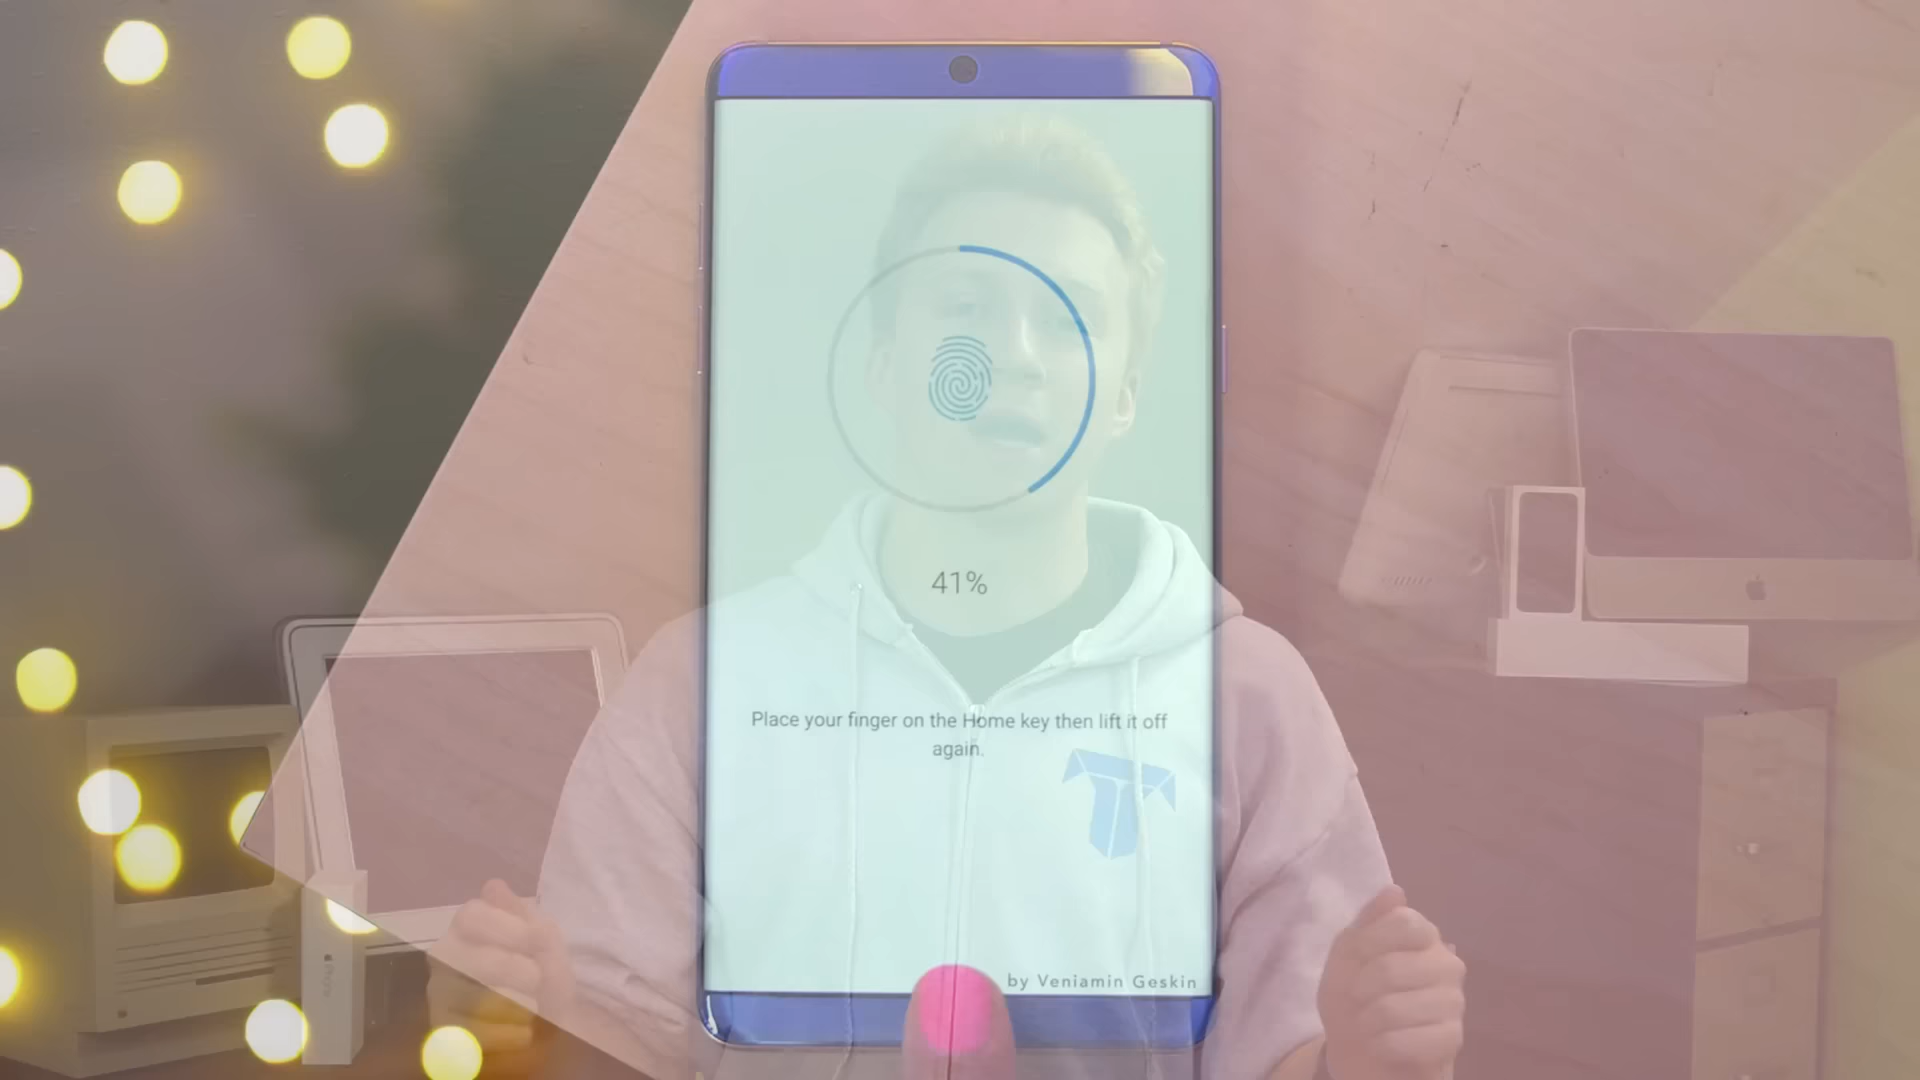 41%
Place your finger on the Home key then lift it off
again.
by Veniamin Geskin